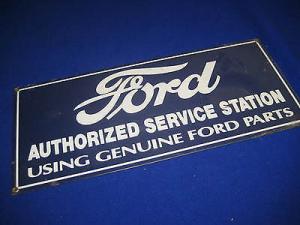 Ford
AUTHORIZED SERVICE STATION
USING GENUINE FORD PARTS